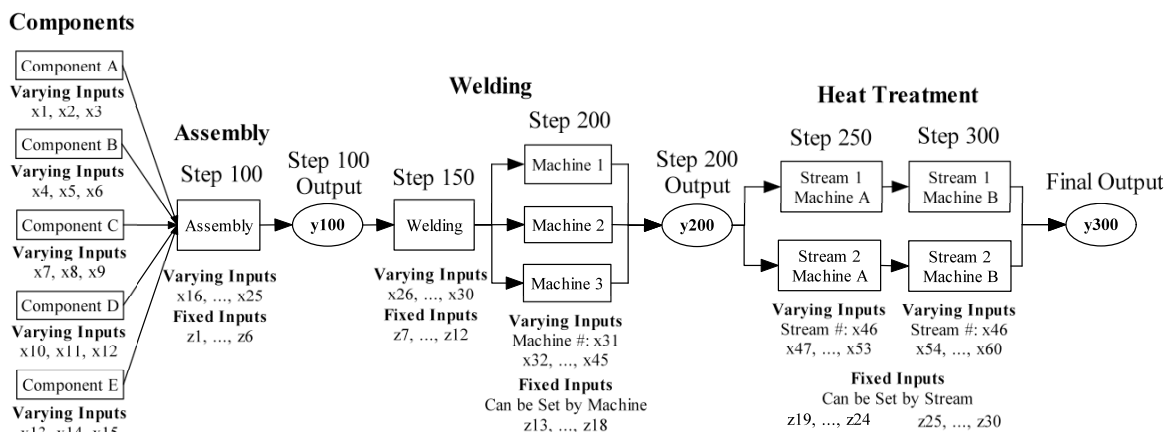 Components
Component A
Varying Inputs
x1, x2, x3
Component B
Varying Inputs
x4, x5, x6
Component C
Varying Inputs
x7, x8, x9
Component D
Varying Inputs
x10, x11, x12
Component E
Varying Inputs
x13, x14, x15
Assembly
Step 100
Assembly
Varying Inputs
x16, ..., x25
Fixed Inputs
z1, ..., z6
Step 100
Output
y100
Welding
Step 150
Welding
Varying Inputs
x26, ..., x30
Fixed Inputs
z7, ..., z12
Step 200
Machine 1
Machine 2
Machine 3
Varying Inputs
Machine #: x31
x32, ..., x45
Fixed Inputs
Can be Set by Machine
z13, ..., z18
Step 200
Output
y200
Heat Treatment
Step 250
Stream 1
Machine A
Stream 2
Machine A
Varying Inputs
Stream #: x46
x47, ..., x53
Step 300
Stream 1
Machine B
Stream 2
Machine B
Varying Inputs
Stream #: x46
x54, ..., x60
Fixed Inputs
Can be Set by Stream
z19, ..., z24
z25, ..., z30
Final Output
y300